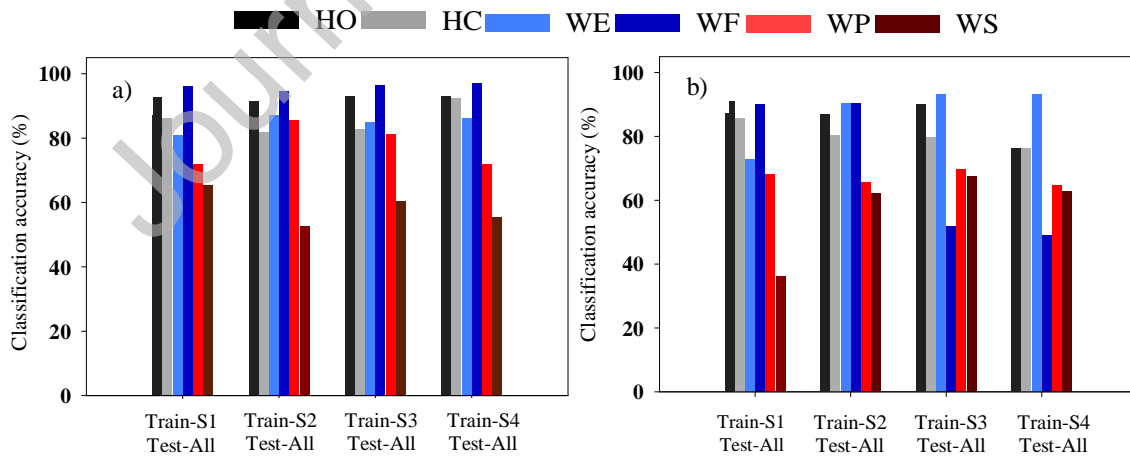 HO HC WE WF WP WS
Journ
a)
Classification accuracy (%)
100
80
60
40
20
0
Train-S1 Train-S2 Train-S3 Train-S4
Test-All Test-All Test-All Test-All
b)
Classification accuracy (%)
100
80
60
40
20
0
Train-S1 Train-S2 Train-S3 Train-S4
Test-All Test-All Test-All Test-All